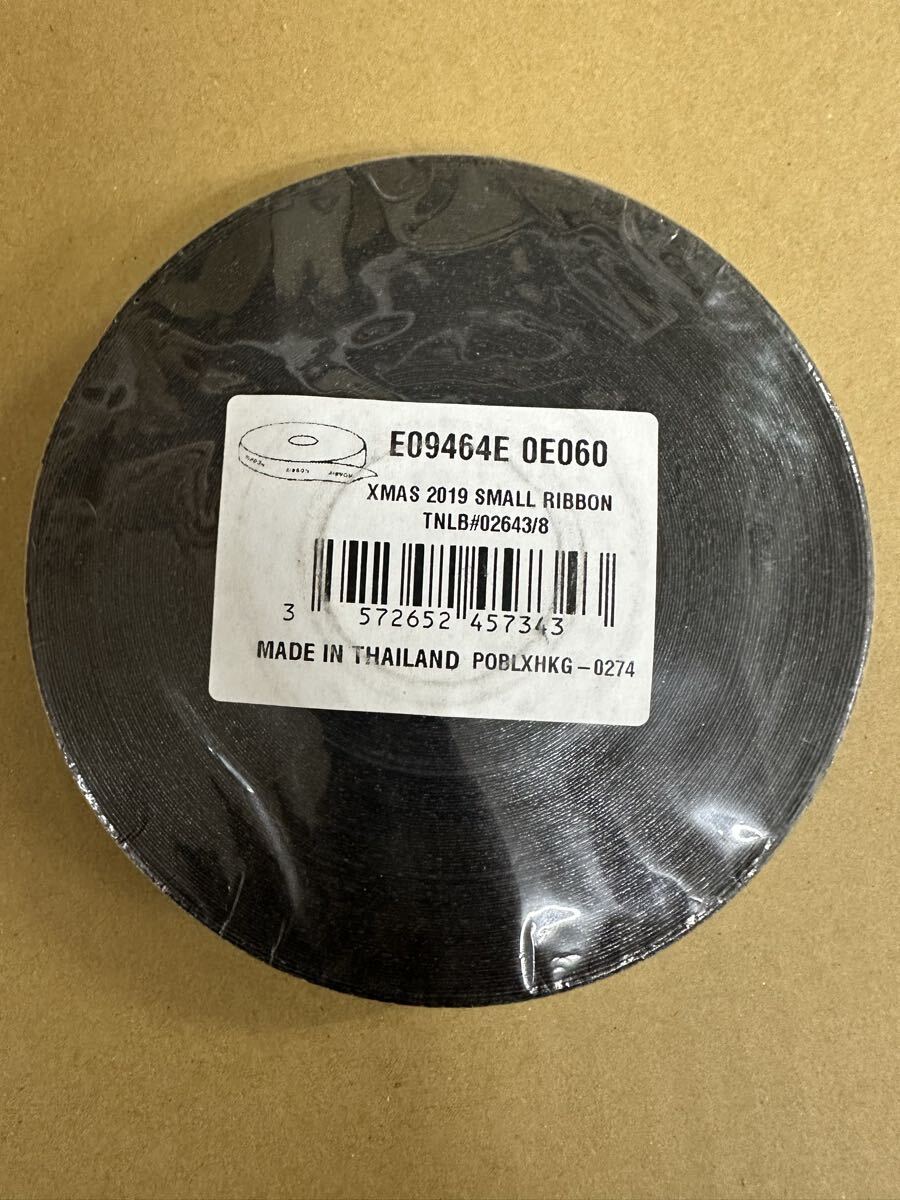 E09464E 0E060
XMAS 2019 SMALL RIBBON
TNLB#02643/8
3 572652 457343
MADE IN THAILAND POBLXHKG-0274